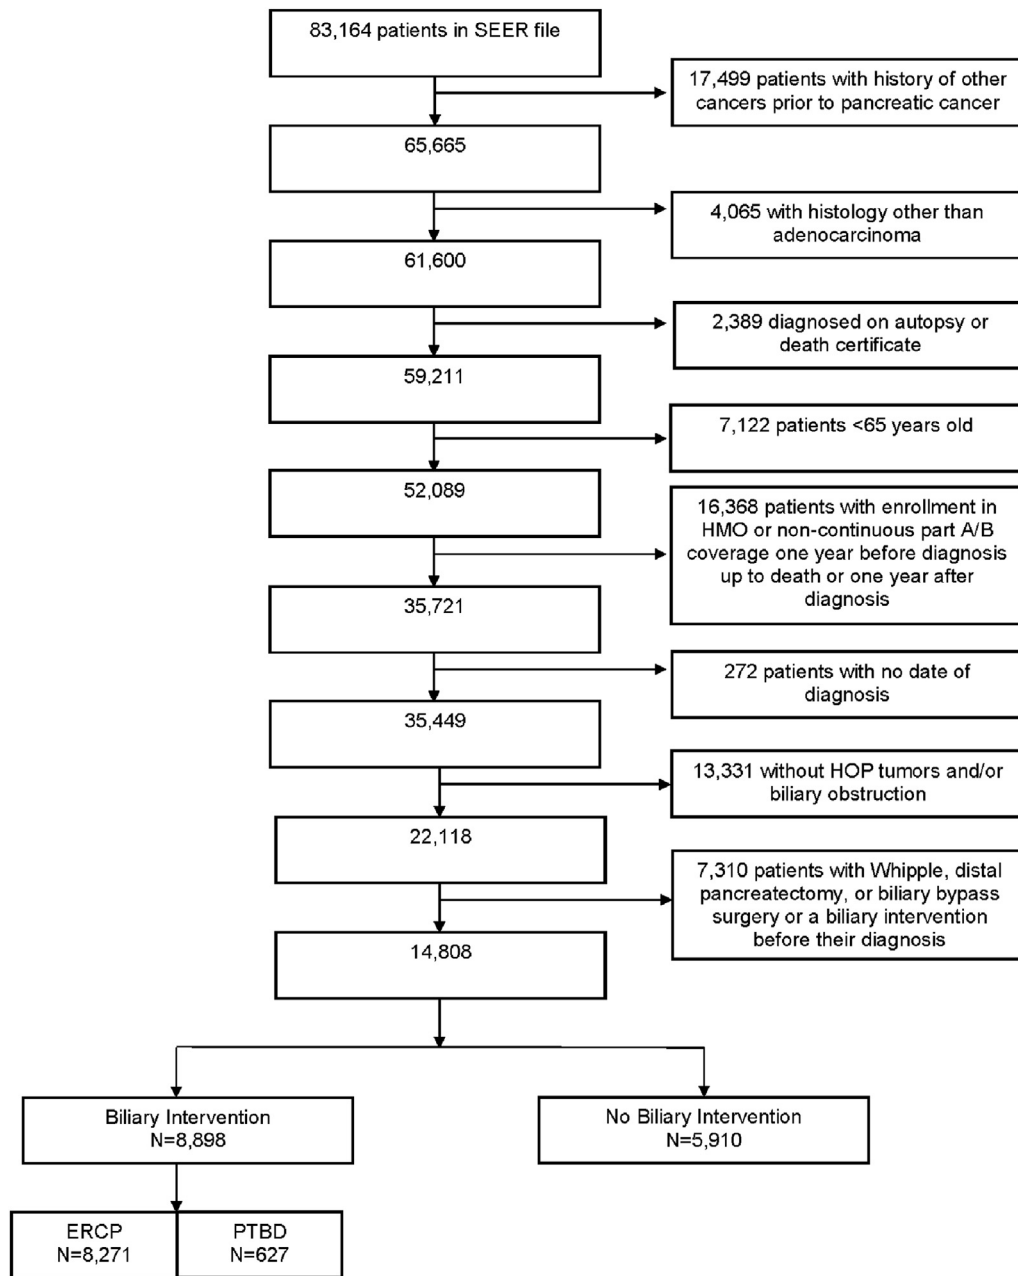 83,164 patients in SEER file
17,499 patients with history of other
cancers prior to pancreatic cancer
65,665
4,065 with histology other than
adenocarcinoma
61,600
2,389 diagnosed on autopsy or
death certificate
59,211
7,122 patients <65 years old
52,089
16,368 patients with enrollment in
HMO or non-continuous part A/B
coverage one year before diagnosis
up to death or one year after
diagnosis
35,721
272 patients with no date of
diagnosis
35,449
13,331 without HOP tumors and/or
biliary obstruction
22,118
7,310 patients with Whipple, distal
pancreatectomy, or biliary bypass
surgery or a biliary intervention
before their diagnosis
14,808
Biliary Intervention
N=8,898
No Biliary Intervention
N=5,910
ERCP
N=8,271
PTBD
N=627